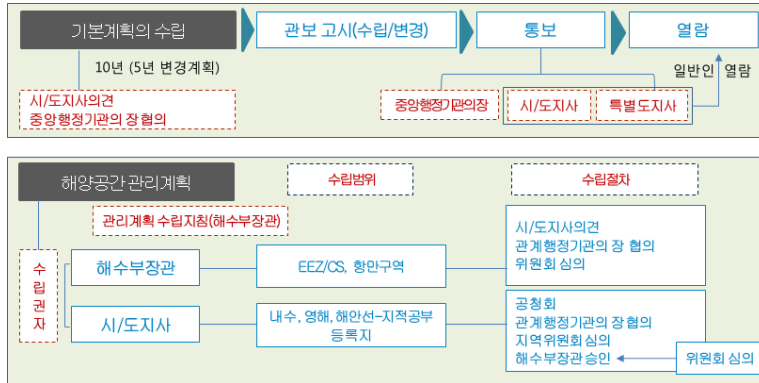 기본계획의 수립
관보 고시(수립/변경)
통보
열람
10년 (5년 변경계획)
일반인 열람
시/도지사의견
중앙행정기관의 장 협의
중앙행정기관의장
시/도지사
특별도지사
해양공간 관리계획
수립범위
수립절차
관리계획 수립지침(해수부장관)
수립권자
해수부장관
EEZ/CS, 항만구역
시/도지사의견
관계행정기관의 장 협의
위원회 심의
시/도지사
내수, 영해, 해안선-지적공부
등록지
공청회
관계행정기관의 장 협의
지역위원회 심의
해수부장관 승인
위원회 심의